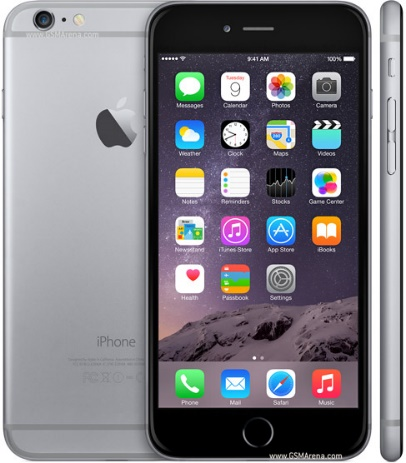 www.GSMArena.com
9:41 AM 100%
Tuesday
9
Messages Calendar Photos Camera
Weather Clock Maps Videos
Notes Reminders Stocks Game Center
Newsstand iTunes Store App Store iBooks
Health Passbook Settings
iPhone
Phone Mail Safari Music
www.GSMArena.com